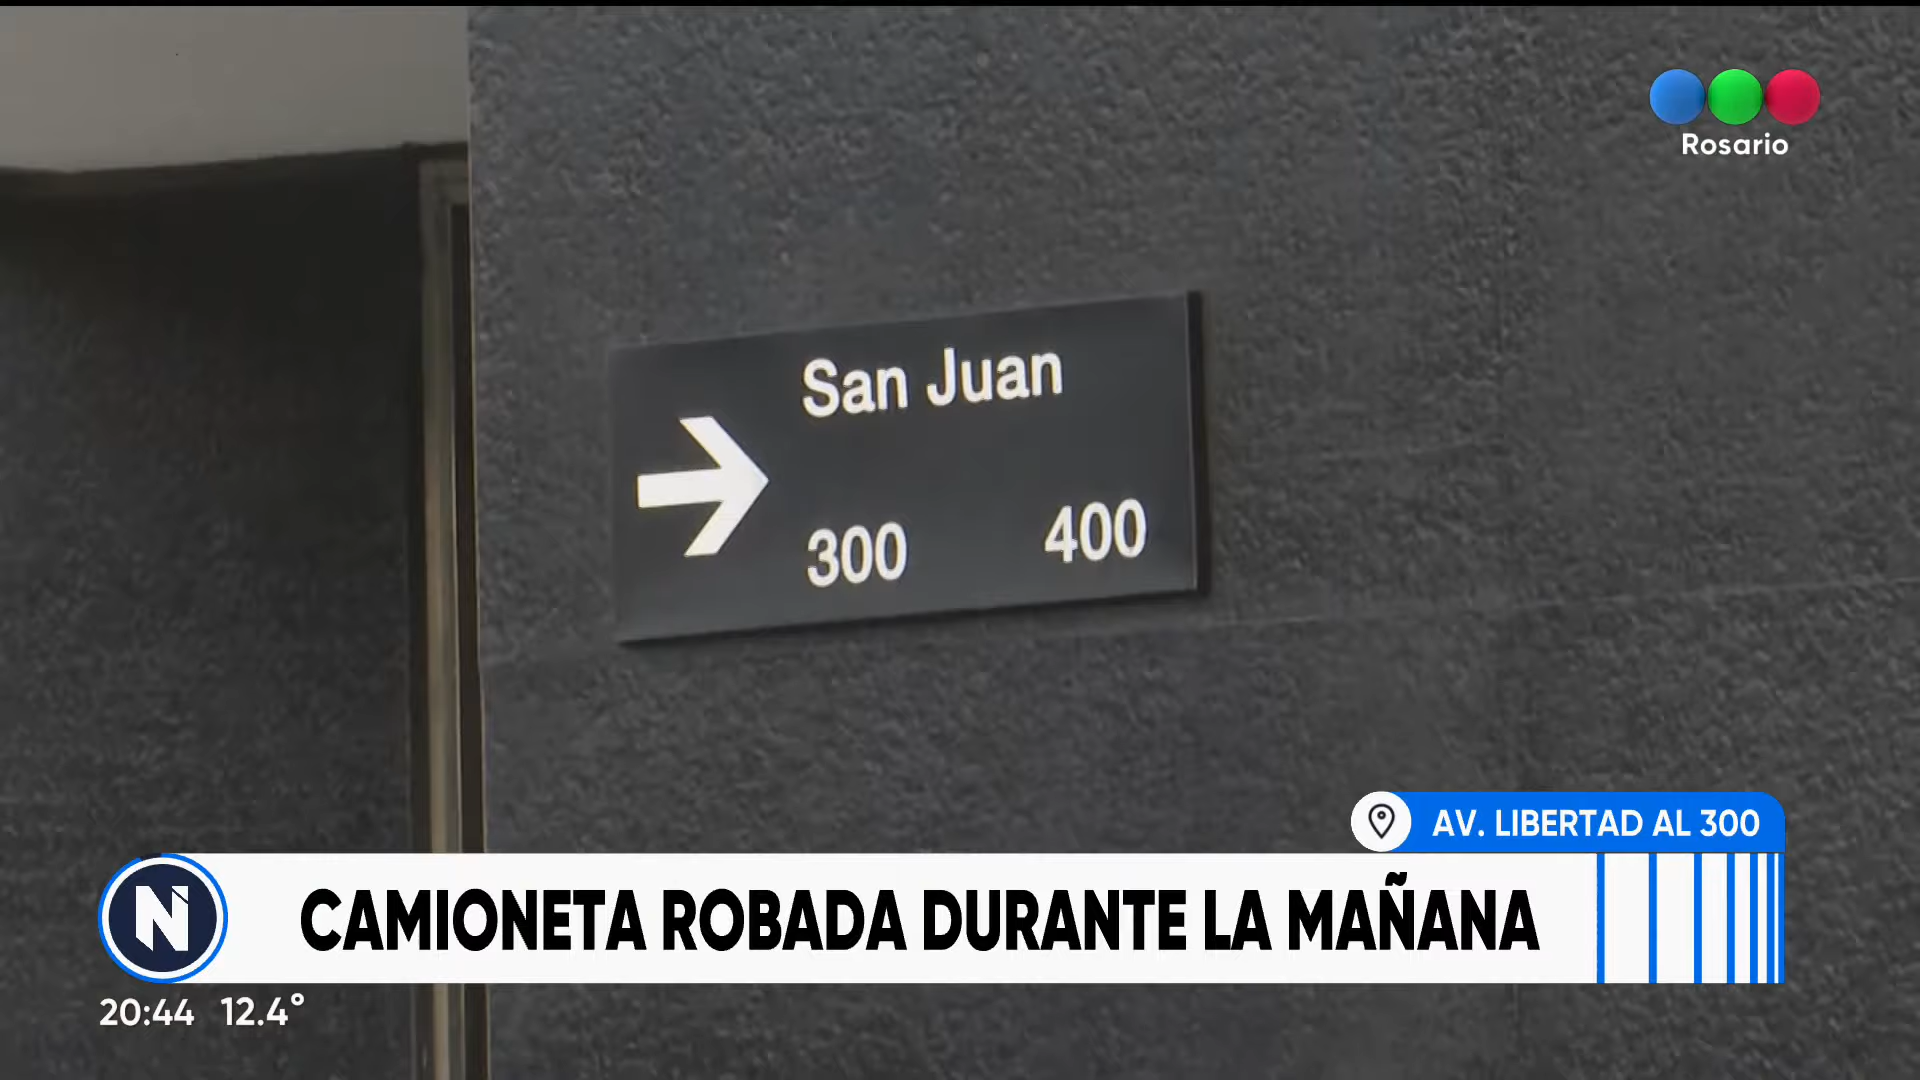 Rosario
San Juan
300 400
AV. LIBERTAD AL 300
N
CAMIONETA ROBADA DURANTE LA MAÑANA
20:44 12.4°